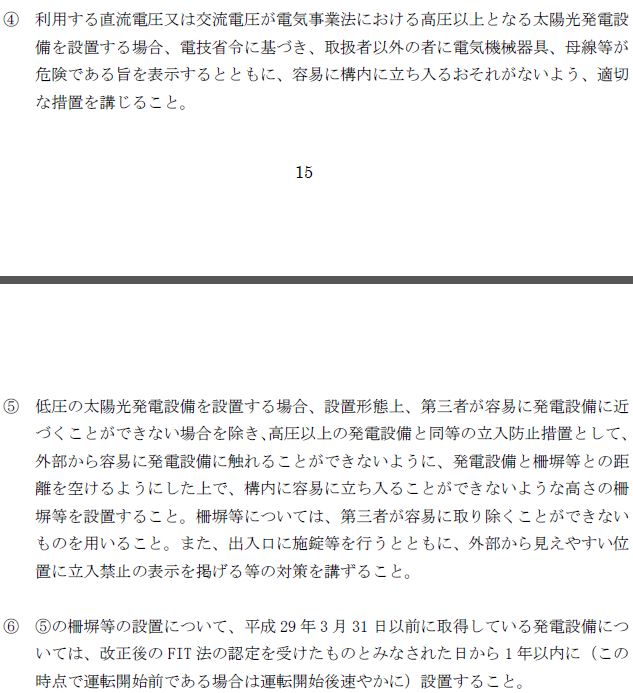 ④ 利用する直流電圧又は交流電圧が電気事業法における高圧以上となる太陽光発電設
備を設置する場合、電技省令に基づき、取扱者以外の者に電気機械器具、母線等が
危険である旨を表示するとともに、容易に構内に立ち入るおそれがないよう、適切
な措置を講じること。
15
⑤ 低圧の太陽光発電設備を設置する場合、設置形態上、第三者が容易に発電設備に近
づくことができない場合を除き、高圧以上の発電設備と同等の立入防止措置として、
外部から容易に発電設備に触れることができないように、発電設備と柵塀等との距
離を空けるようにした上で、構内に容易に立ち入ることができないような高さの柵
塀等を設置すること。柵塀等については、第三者が容易に取り除くことができない
ものを用いること。また、出入口に施錠等を行うとともに、外部から見えやすい位
置に立入禁止の表示を掲げる等の対策を講ずること。
⑥ ⑤の柵塀等の設置について、平成 29 年 3 月 31 日以前に取得している発電設備につ
いては、改正後の FIT 法の認定を受けたものとみなされた日から 1 年以内に（この
時点で運転開始前である場合は運転開始後速やかに）設置すること。